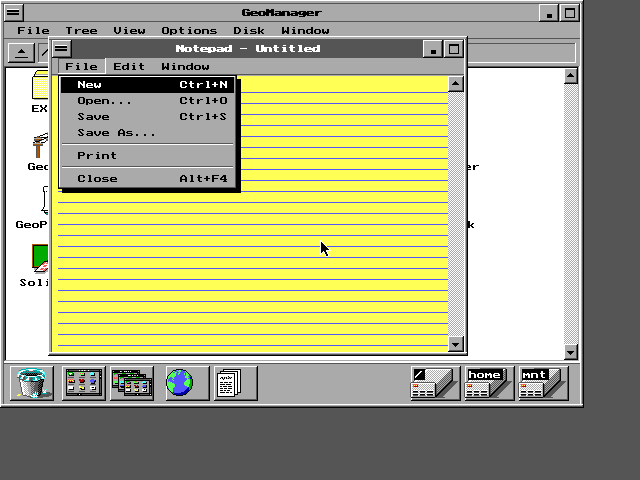 GeoManager
File Tree View Options Disk Window
Notepad - Untitled
File Edit Window
New Ctrl+N
Open... Ctrl+O
Save Ctrl+S
Save As...
Print
Close Alt+F4
EX
Geo
er
GeoP
k
Soli
/
home
mnt